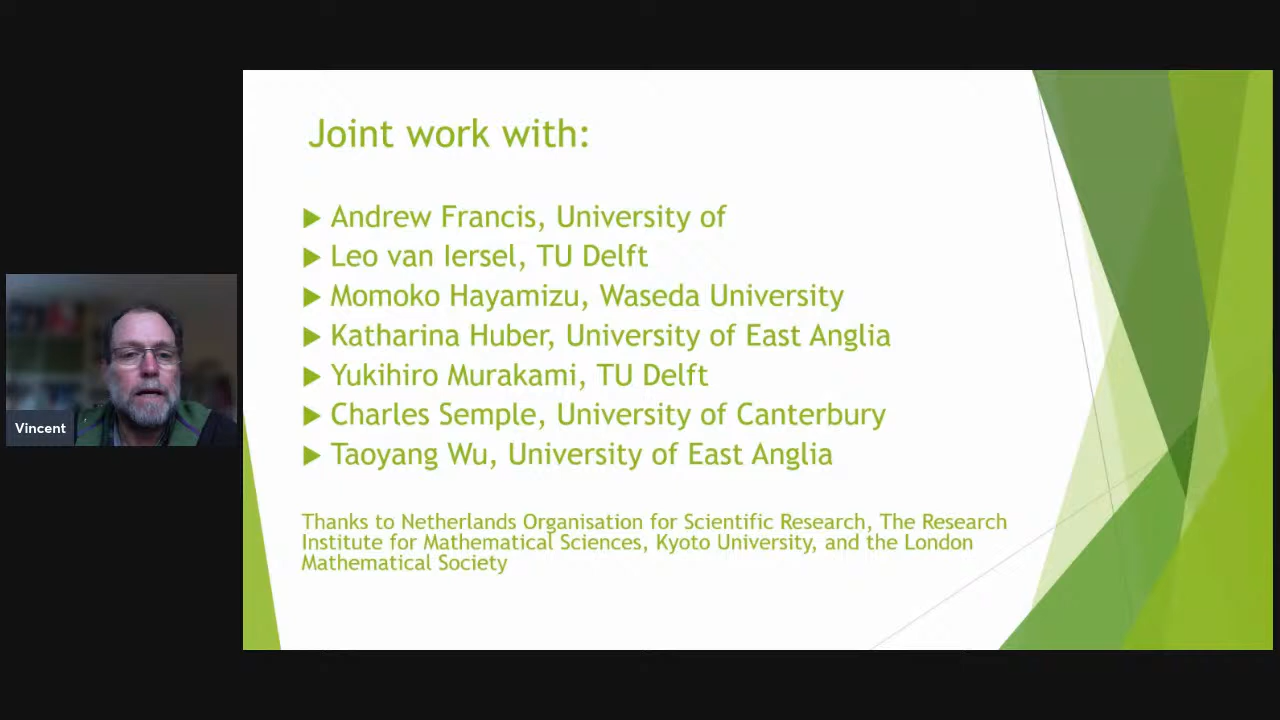 Joint work with:
Andrew Francis, University of
Leo van Iersel, TU Delft
Momoko Hayamizu, Waseda University
Katharina Huber, University of East Anglia
Yukihiro Murakami, TU Delft
Charles Semple, University of Canterbury
Taoyang Wu, University of East Anglia
Vincent
Thanks to Netherlands Organisation for Scientific Research, The Research
Institute for Mathematical Sciences, Kyoto University, and the London
Mathematical Society